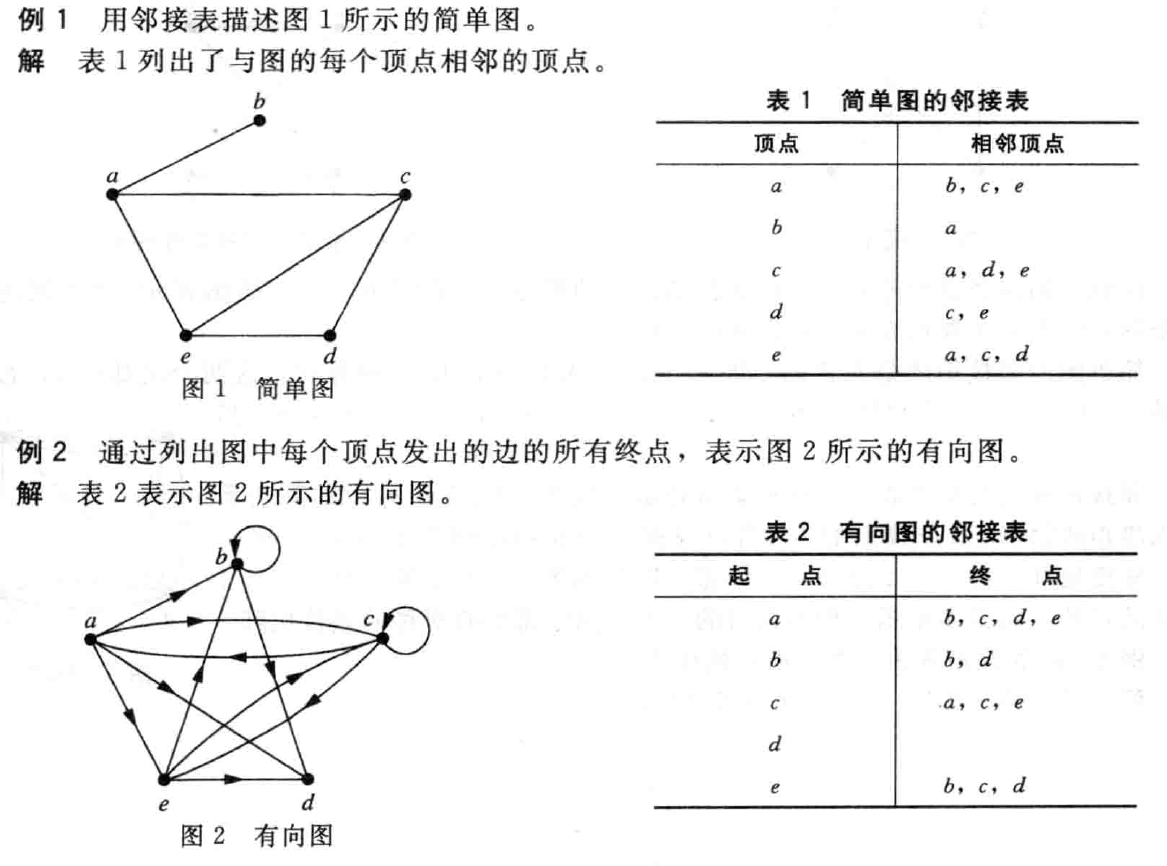 例 1 用邻接表描述图 1 所示的简单图。
解 表 1 列出了与图的每个顶点相邻的顶点。
b
a
c
e
d
图 1 简单图
表 1 简单图的邻接表
顶点 相邻顶点
a b, c, e
b a
c a, d, e
d c, e
e a, c, d
例 2 通过列出图中每个顶点发出的边的所有终点，表示图 2 所示的有向图。
解 表 2 表示图 2 所示的有向图。
b
a
c
e
d
图 2 有向图
表 2 有向图的邻接表
起 点 终 点
a b, c, d, e
b b, d
c a, c, e
d
e b, c, d